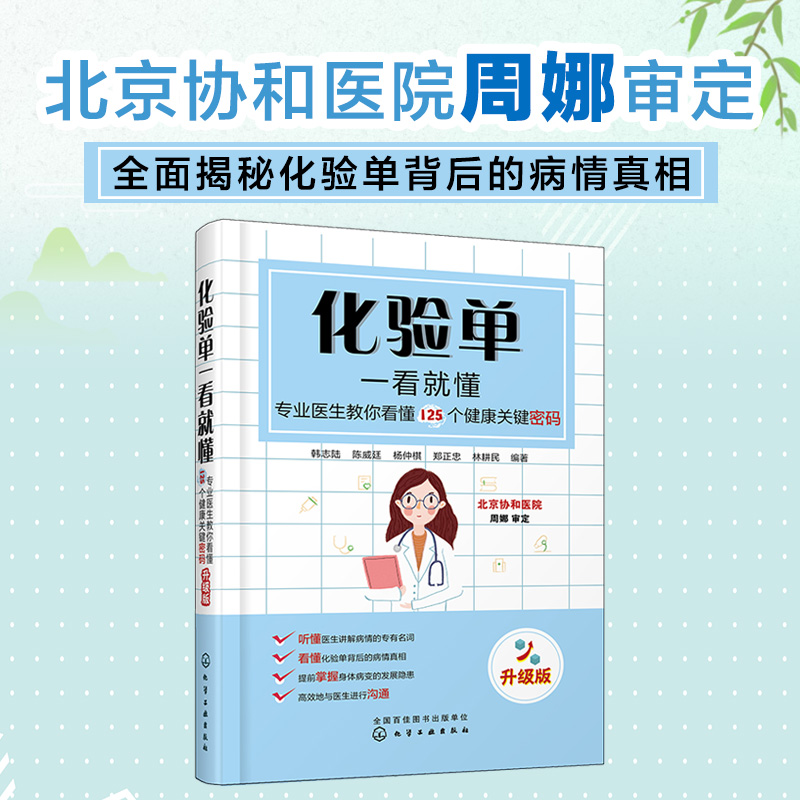 北京协和医院周娜审定
全面揭秘化验单背后的病情真相
化验单一看就懂
专业医生教你看懂
125个健康关键密码
升级版
化验单
一看就懂
专业医生教你看懂125个健康关键密码
韩志陆 陈威廷 杨仲棋 郑正忠 林耕民 编著
北京协和医院
周娜 审定
听懂医生讲解病情的专有名词
看懂化验单背后的病情真相
提前掌握身体病变的发展隐患
高效地与医生进行沟通
升级版
全国百佳图书出版单位
化学工业出版社